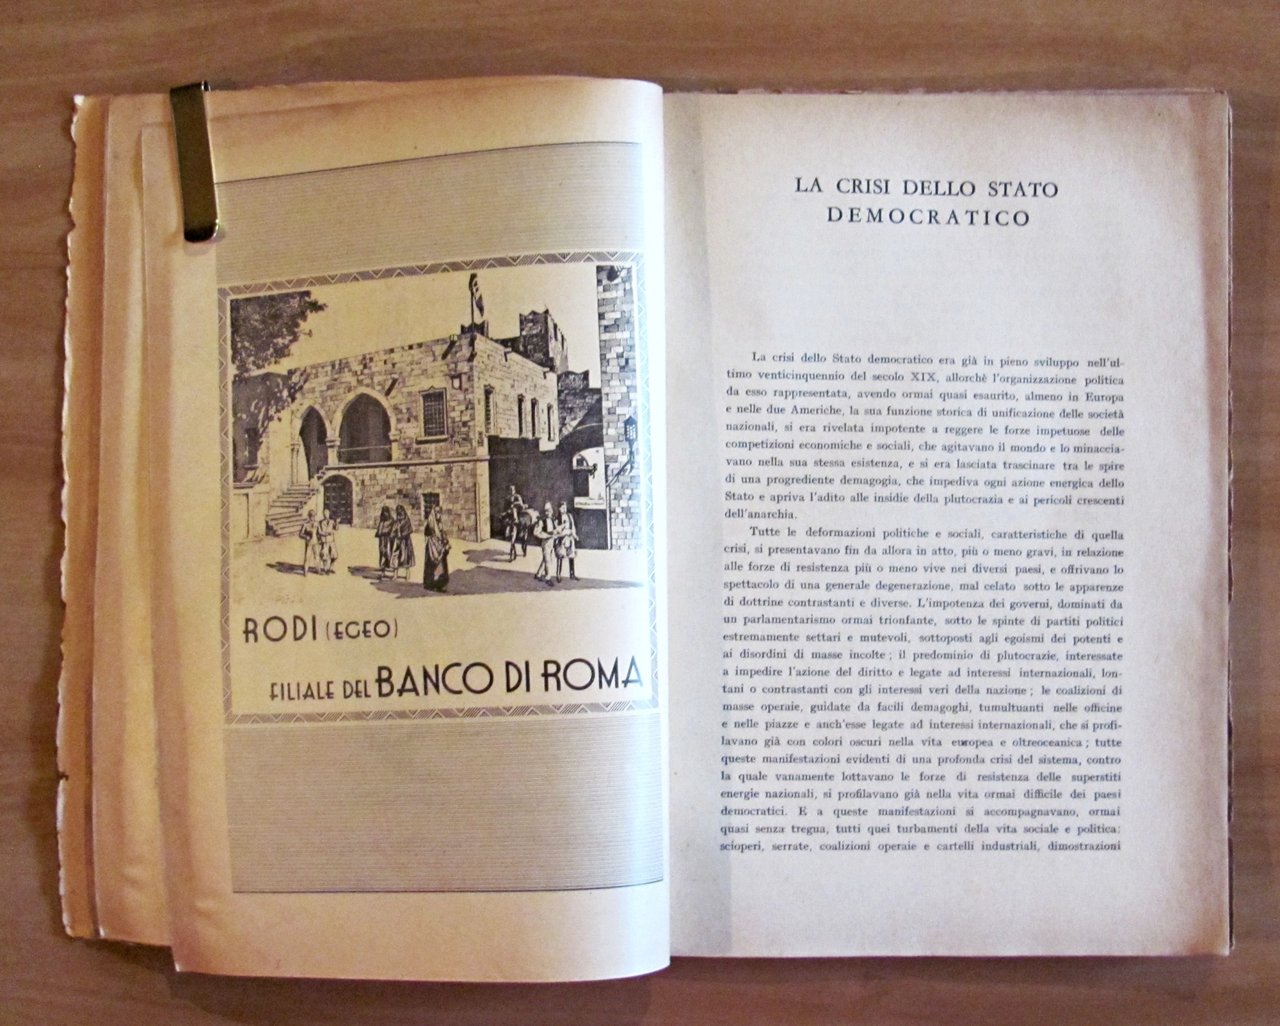 RODI (EGEO)
FILIALE DEL BANCO DI ROMA
LA CRISI DELLO STATO
DEMOCRATICO
La crisi dello Stato democratico era già in pieno sviluppo nell'ul-
timo venticinquennio del secolo XIX, allorchè l'organizzazione politica
da esso rappresentata, avendo ormai quasi esaurito, almeno in Europa
e nelle due Americhe, la sua funzione storica di unificazione delle società
nazionali, si era rivelata impotente a reggere le forze impetuose delle
competizioni economiche e sociali, che agitavano il mondo e lo minaccia-
vano nella sua stessa esistenza, e si era lasciata trascinare tra le spire
di una progrediente demagogia, che impediva ogni azione energica dello
Stato e apriva l'adito alle insidie della plutocrazia e ai pericoli crescenti
dell'anarchia.
Tutte le deformazioni politiche e sociali, caratteristiche di quella
crisi, si presentavano fin da allora in atto, più o meno gravi, in relazione
alle forze di resistenza più o meno vive nei diversi paesi, e offrivano lo
spettacolo di una generale degenerazione, mal celato sotto le apparenze
di dottrine contrastanti e diverse. L'impotenza dei governi, dominati da
un parlamentarismo ormai trionfante, sotto le spinte di partiti politici
estremamente settari e mutevoli, sottoposti agli egoismi dei potenti e
ai disordini di masse incolte ; il predominio di plutocrazie, interessate
a impedire l'azione del diritto e legate ad interessi internazionali, lon-
tani o contrastanti con gli interessi veri della nazione ; le coalizioni di
masse operaie, guidate da facili demagoghi, tumultuanti nelle officine
e nelle piazze e anch'esse legate ad interessi internazionali, che si profi-
lavano già con colori oscuri nella vita europea e oltreoceanica ; tutte
queste manifestazioni evidenti di una profonda crisi del sistema, contro
la quale vanamente lottavano le forze di resistenza delle superstiti
energie nazionali, si profilavano già nella vita ormai difficile dei paesi
democratici. E a queste manifestazioni si accompagnavano, ormai
quasi senza tregua, tutti quei turbamenti della vita sociale e politica:
scioperi, serrate, coalizioni operaie e cartelli industriali, dimostrazioni